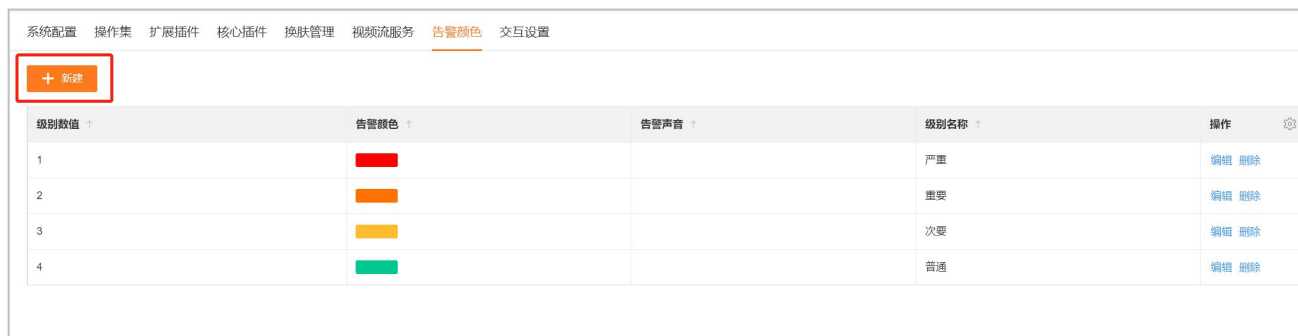 系统配置 操作集 扩展插件 核心插件 换肤管理 视频流服务 告警颜色 交互设置
+ 新建
级别数值 ↑ 告警颜色 ↑ 告警声音 ↑ 级别名称 ↑ 操作
1 严重 编辑 删除
2 重要 编辑 删除
3 次要 编辑 删除
4 普通 编辑 删除